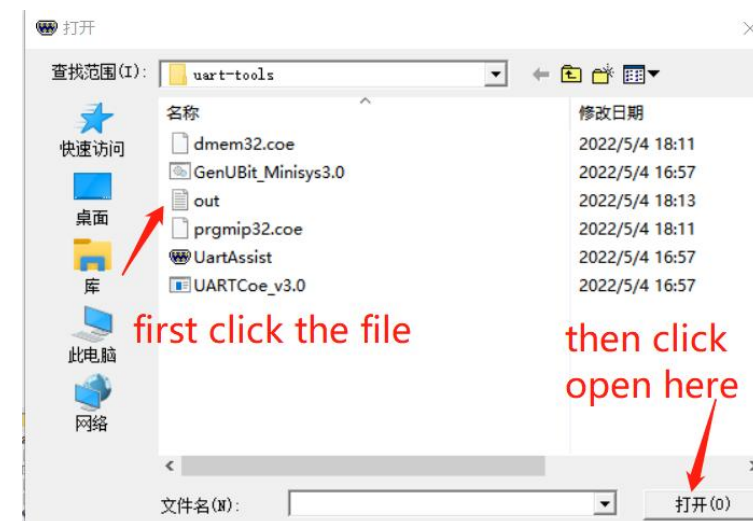 打开
查找范围(I):
uart-tools
名称
修改日期
快速访问
桌面
库
此电脑
网络
dmem32.coe 2022/5/4 18:11
GenUBit_Minisys3.0 2022/5/4 16:57
out 2022/5/4 18:13
prgmip32.coe 2022/5/4 18:11
UartAssist 2022/5/4 16:57
UARTCoe_v3.0 2022/5/4 16:57
first click the file
then click
open here
文件名(N):
打开(O)